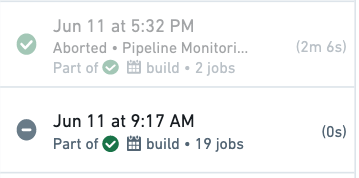 Jun 11 at 5:32 PM
Aborted • Pipeline Monitori...
(2m 6s)
Part of build • 2 jobs
Jun 11 at 9:17 AM
(0s)
Part of build • 19 jobs